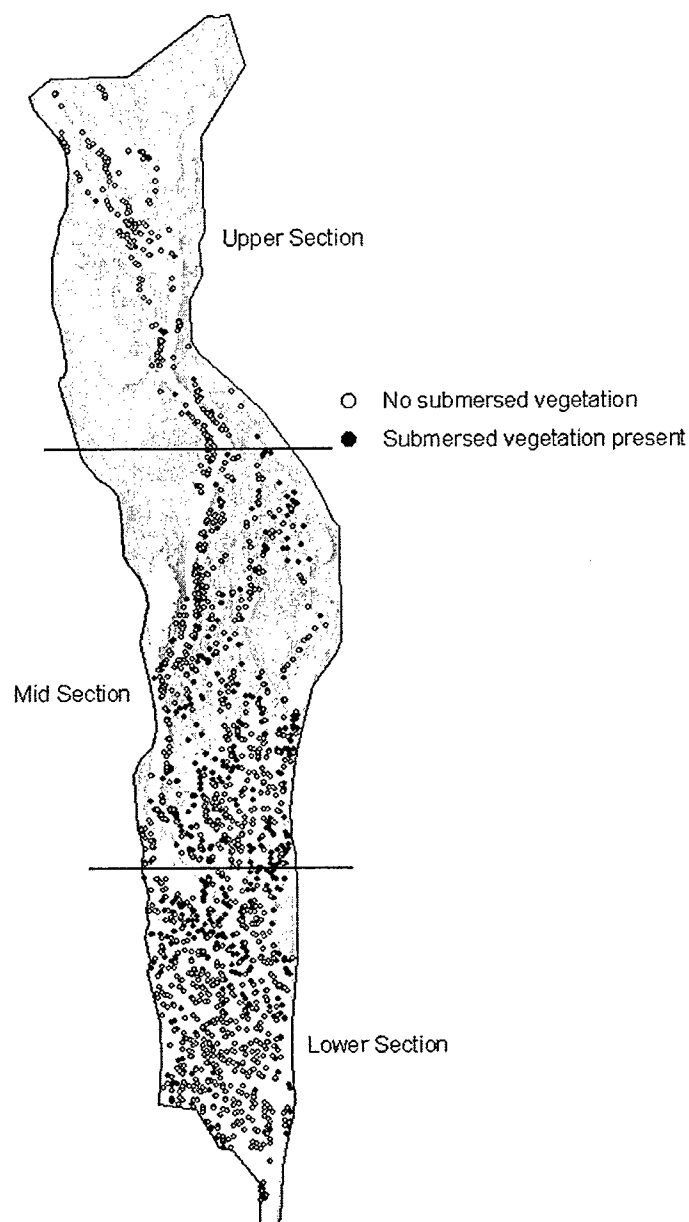 Upper Section
No submersed vegetation
Submersed vegetation present
Mid Section
Lower Section